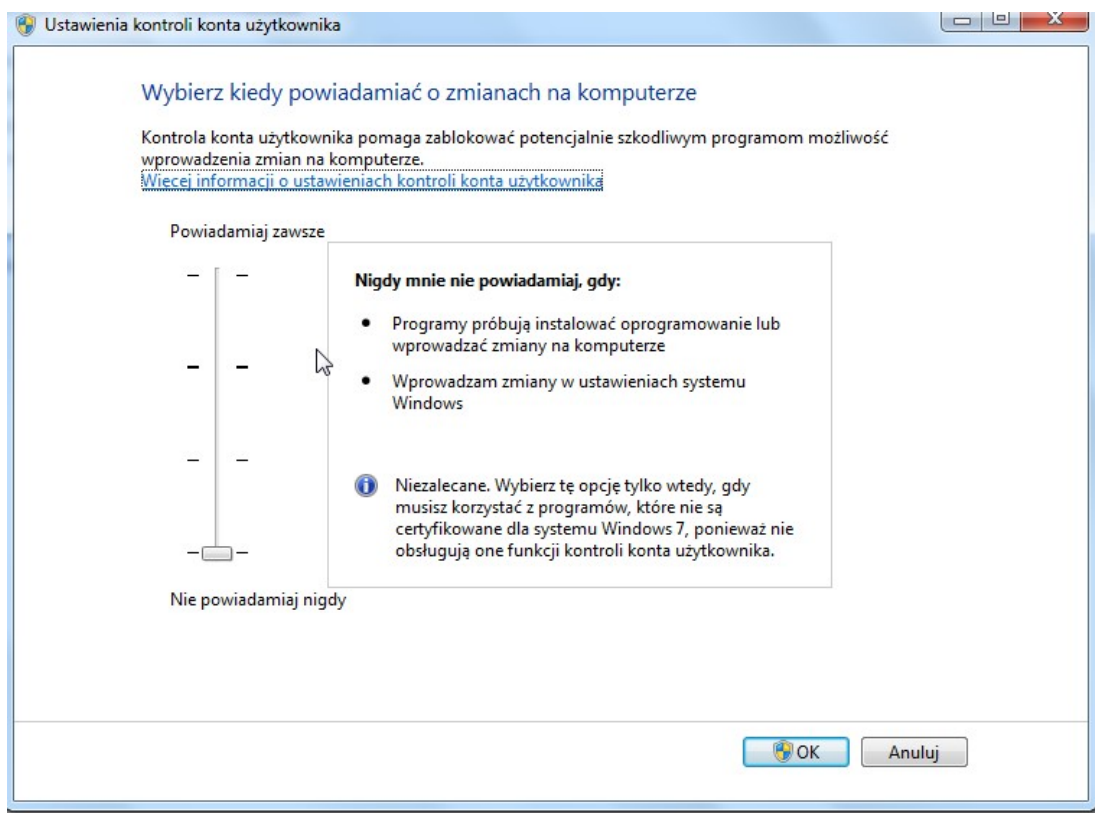 Ustawienia kontroli konta użytkownika
Wybierz kiedy powiadamiać o zmianach na komputerze
Kontrola konta użytkownika pomaga zablokować potencjalnie szkodliwym programom możliwość
wprowadzenia zmian na komputerze.
Więcej informacji o ustawieniach kontroli konta użytkownika
Powiadamiaj zawsze
Nigdy mnie nie powiadamiaj, gdy:
• Programy próbują instalować oprogramowanie lub
wprowadzać zmiany na komputerze
• Wprowadzam zmiany w ustawieniach systemu
Windows
Niezalecane. Wybierz tę opcję tylko wtedy, gdy
musisz korzystać z programów, które nie są
certyfikowane dla systemu Windows 7, ponieważ nie
obsługują one funkcji kontroli konta użytkownika.
Nie powiadamiaj nigdy
OK
Anuluj